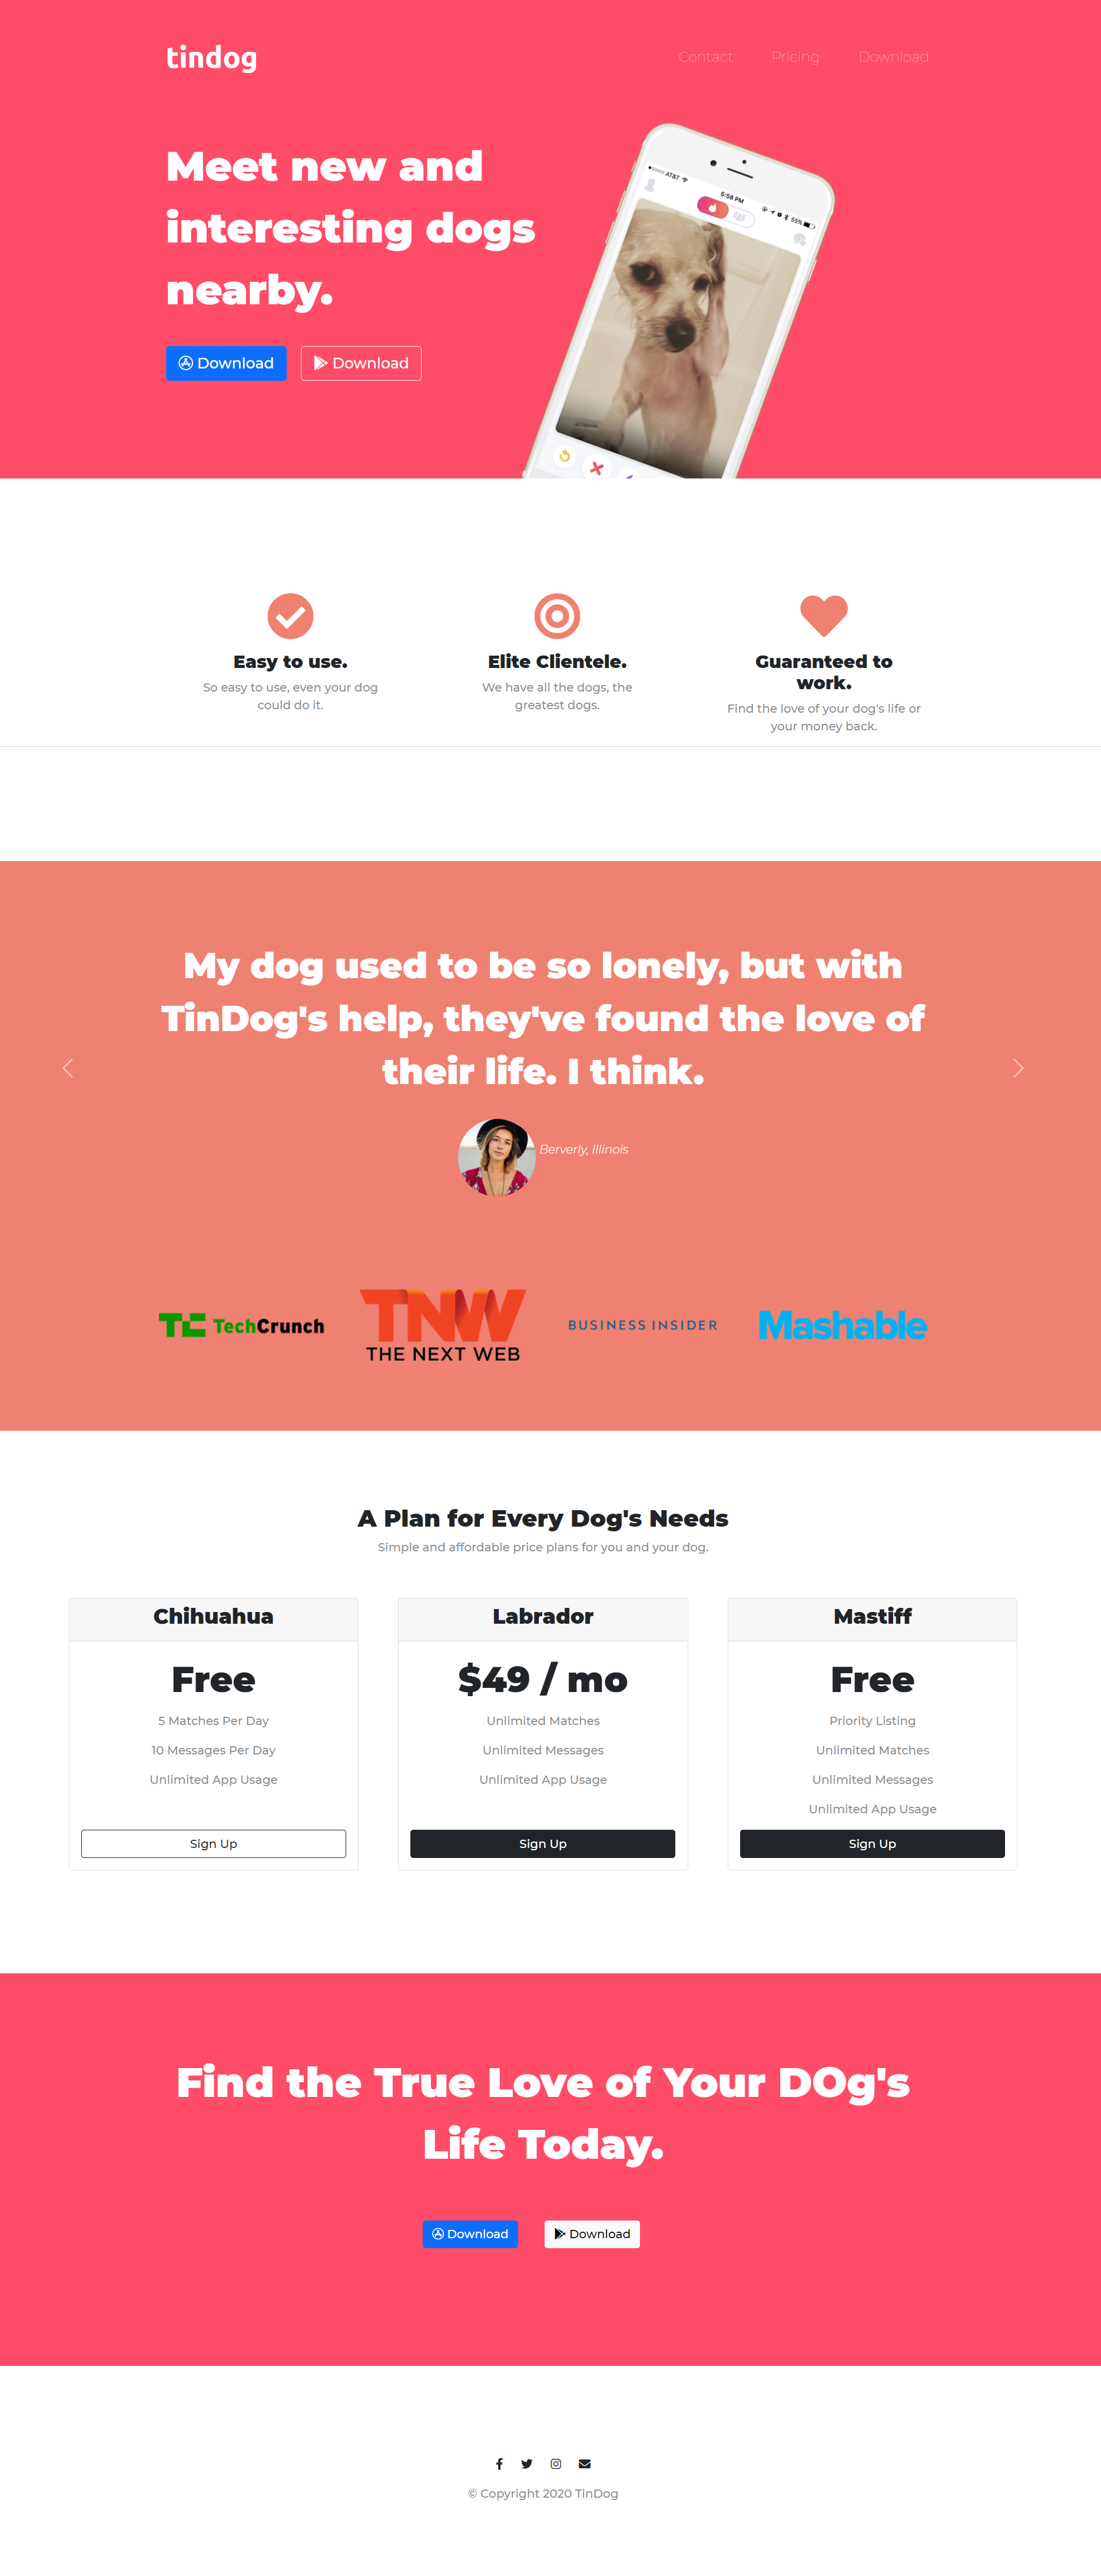 tindog
Contact Pricing Download
Meet new and
interesting dogs
nearby.
Download Download
AT&T 5:58 PM 55%
Easy to use.
So easy to use, even your dog
could do it.
Elite Clientele.
We have all the dogs, the
greatest dogs.
Guaranteed to
work.
Find the love of your dog's life or
your money back.
My dog used to be so lonely, but with
TinDog's help, they've found the love of
their life. I think.
Berverly, Illinois
TC TechCrunch
TNW
THE NEXT WEB
BUSINESS INSIDER
Mashable
A Plan for Every Dog's Needs
Simple and affordable price plans for you and your dog.
Chihuahua
Free
5 Matches Per Day
10 Messages Per Day
Unlimited App Usage
Sign Up
Labrador
$49 / mo
Unlimited Matches
Unlimited Messages
Unlimited App Usage
Sign Up
Mastiff
Free
Priority Listing
Unlimited Matches
Unlimited Messages
Unlimited App Usage
Sign Up
Find the True Love of Your DOg's
Life Today.
Download Download
© Copyright 2020 TinDog